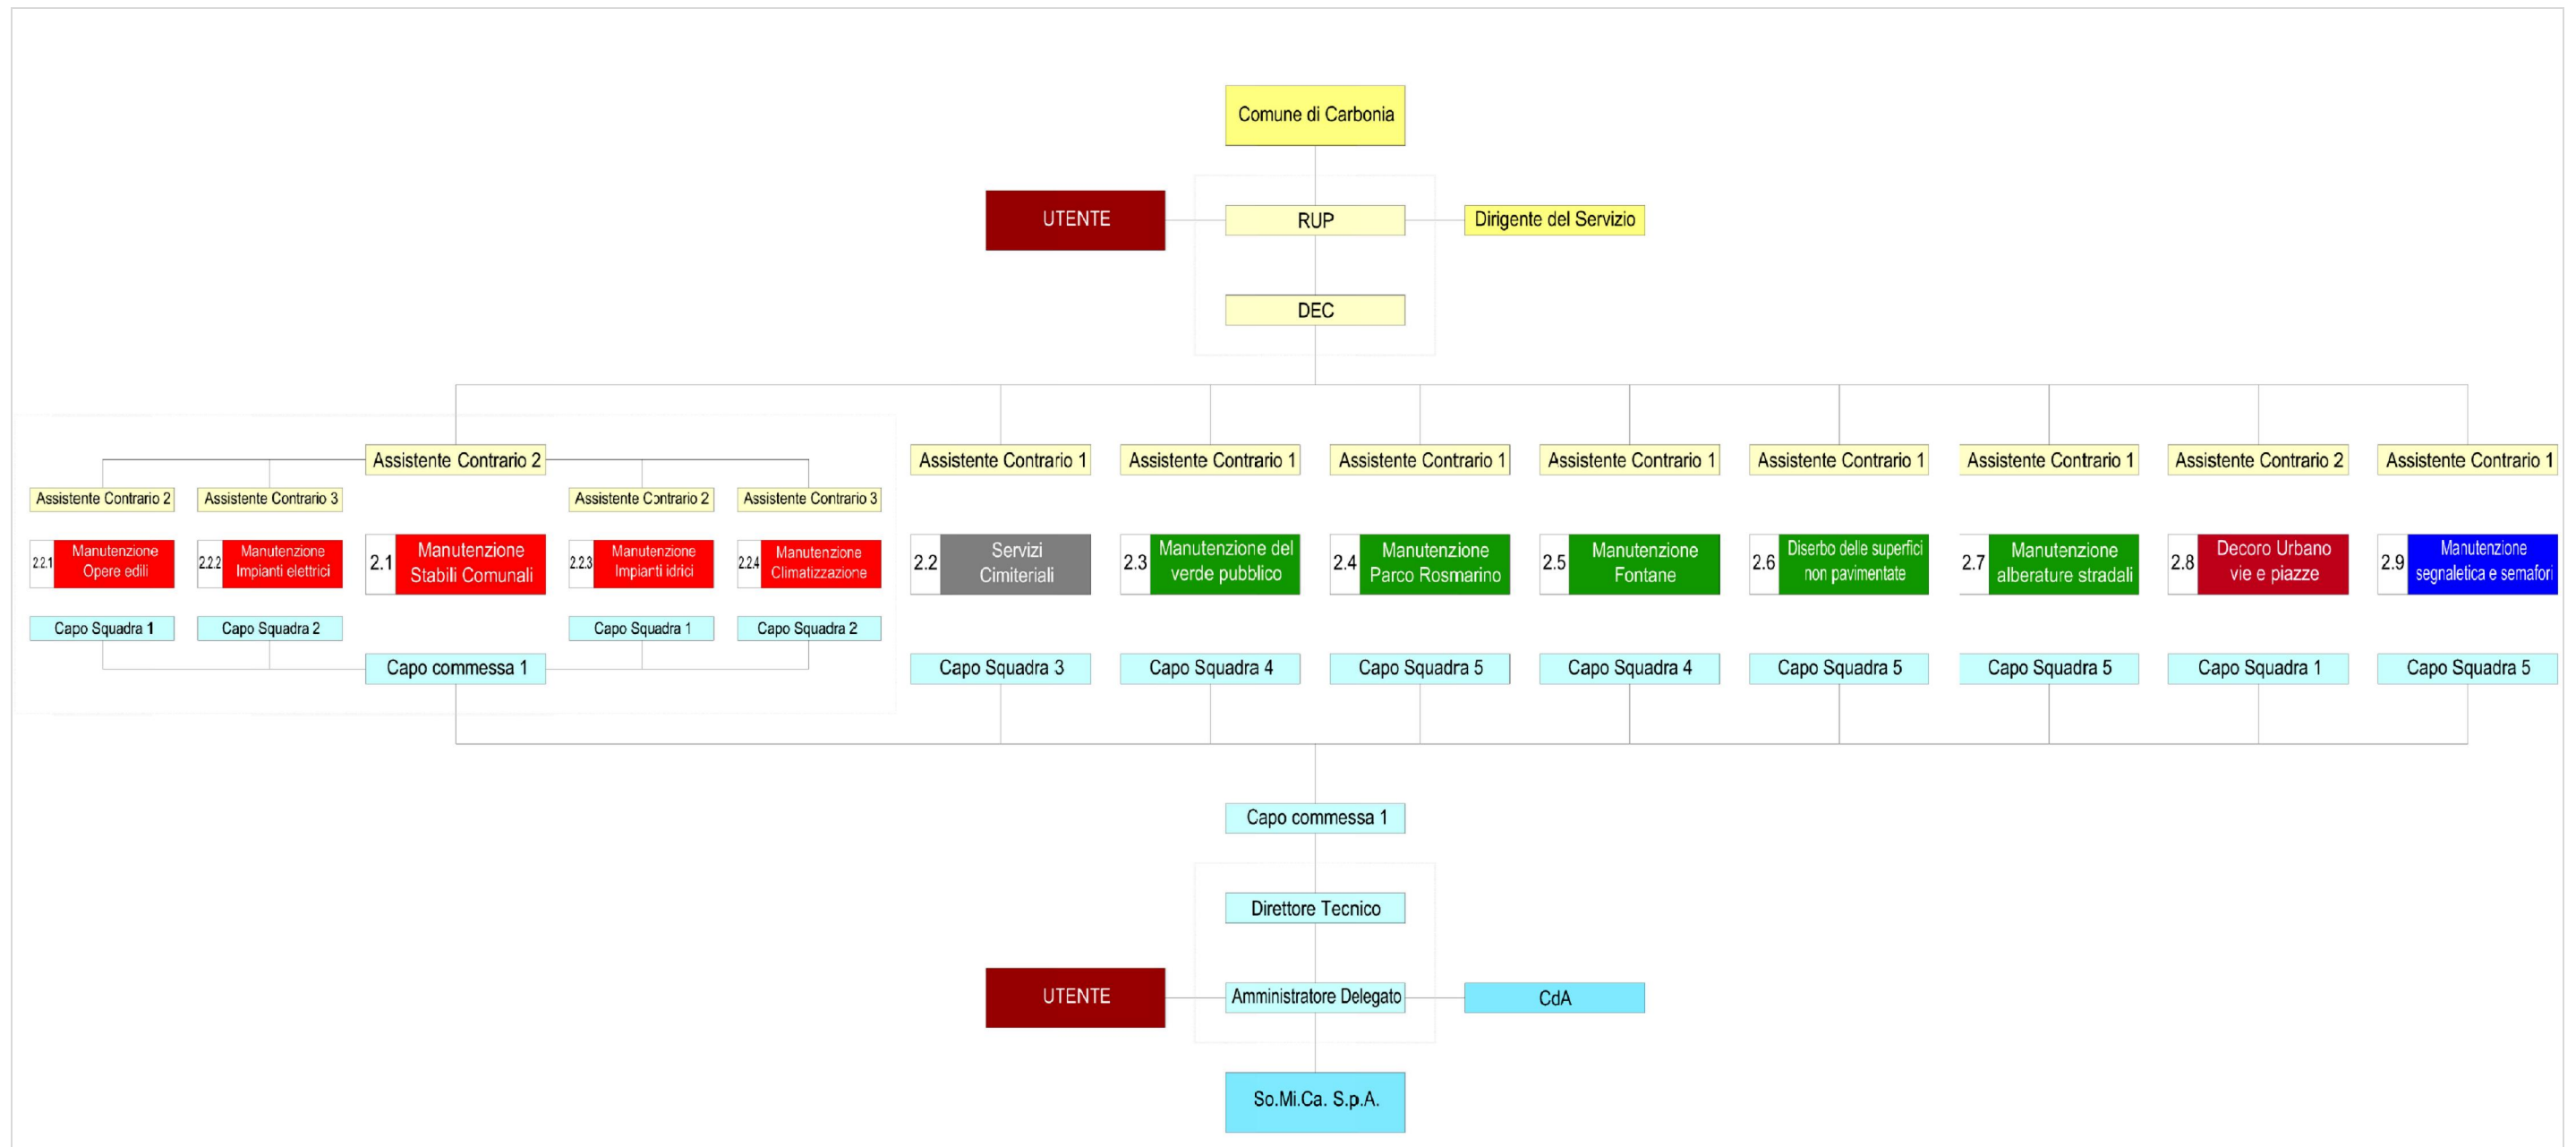 Comune di Carbonia
UTENTE
RUP
Dirigente del Servizio
DEC
Assistente Contrario 2
Assistente Contrario 1
Assistente Contrario 1
Assistente Contrario 1
Assistente Contrario 1
Assistente Contrario 1
Assistente Contrario 1
Assistente Contrario 2
Assistente Contrario 1
Assistente Contrario 2
Assistente Contrario 3
Assistente Contrario 2
Assistente Contrario 3
2.2.1
Manutenzione
Opere edili
2.2.2
Manutenzione
Impianti elettrici
2.1
Manutenzione
Stabili Comunali
2.2.3
Manutenzione
Impianti idrici
2.2.4
Manutenzione
Climatizzazione
2.2
Servizi
Cimiteriali
2.3
Manutenzione del
verde pubblico
2.4
Manutenzione
Parco Rosmarino
2.5
Manutenzione
Fontane
2.6
Diserbo delle superfici
non pavimentate
2.7
Manutenzione
alberature stradali
2.8
Decoro Urbano
vie e piazze
2.9
Manutenzione
segnaletica e semafori
Capo Squadra 1
Capo Squadra 2
Capo Squadra 1
Capo Squadra 2
Capo commessa 1
Capo Squadra 3
Capo Squadra 4
Capo Squadra 5
Capo Squadra 4
Capo Squadra 5
Capo Squadra 5
Capo Squadra 1
Capo Squadra 5
Capo commessa 1
Direttore Tecnico
UTENTE
Amministratore Delegato
CdA
So.Mi.Ca. S.p.A.